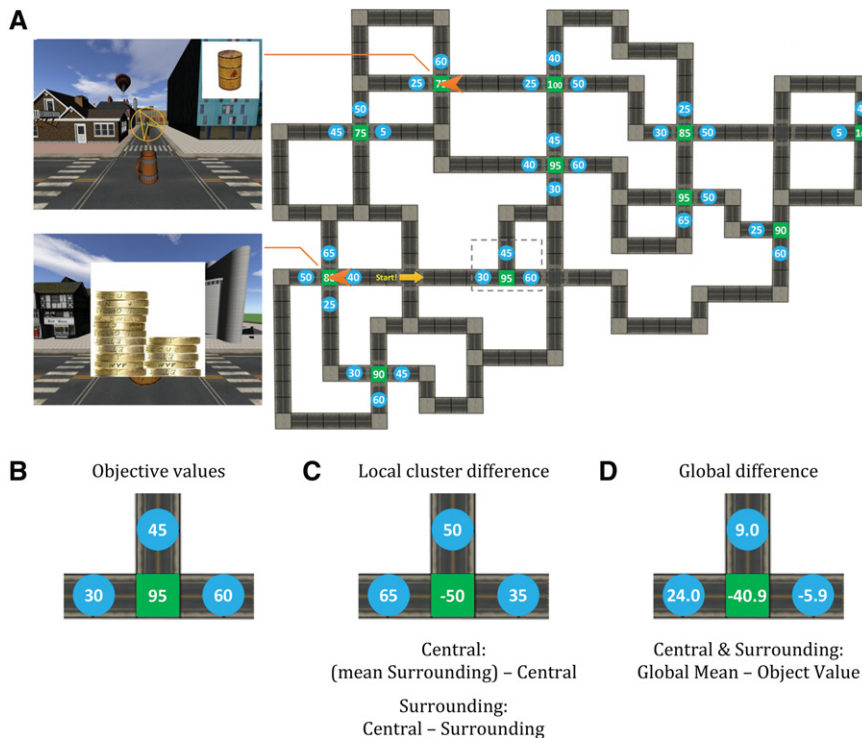 A
60
40
25
25
100
50
50
25
45
75
5
45
30
85
50
5
40
95
60
30
95
50
65
25
90
60
65
45
50
40
Start!
30
95
60
25
30
90
45
60
B
Objective values
45
30 95 60
C
Local cluster difference
50
65 -50 35
Central:
(mean Surrounding) – Central
Surrounding:
Central – Surrounding
D
Global difference
9.0
24.0 -40.9 -5.9
Central & Surrounding:
Global Mean – Object Value